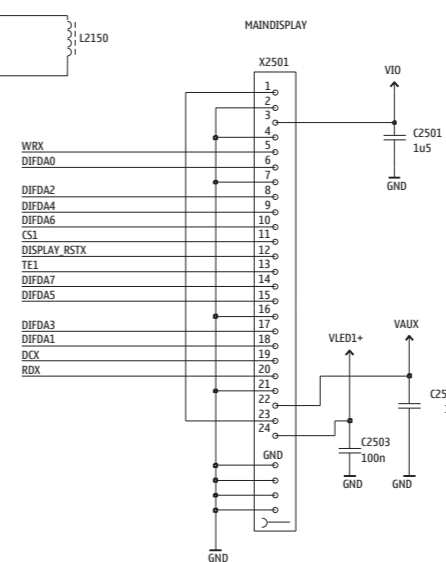 MAINDISPLAY
L2150
X2501
VIO
1
2
3
4
C2501
1u5
WRX 5
DIFDA0 6
7
GND
DIFDA2 8
DIFDA4 9
DIFDA6 10
CS1 11
DISPLAY_RSTX 12
TE1 13
DIFDA7 14
DIFDA5 15
16
DIFDA3 17
VLED1+
VAUX
DIFDA1 18
DCX 19
RDX 20
21
22
23
24
C2503
100n
GND
GND
GND
GND